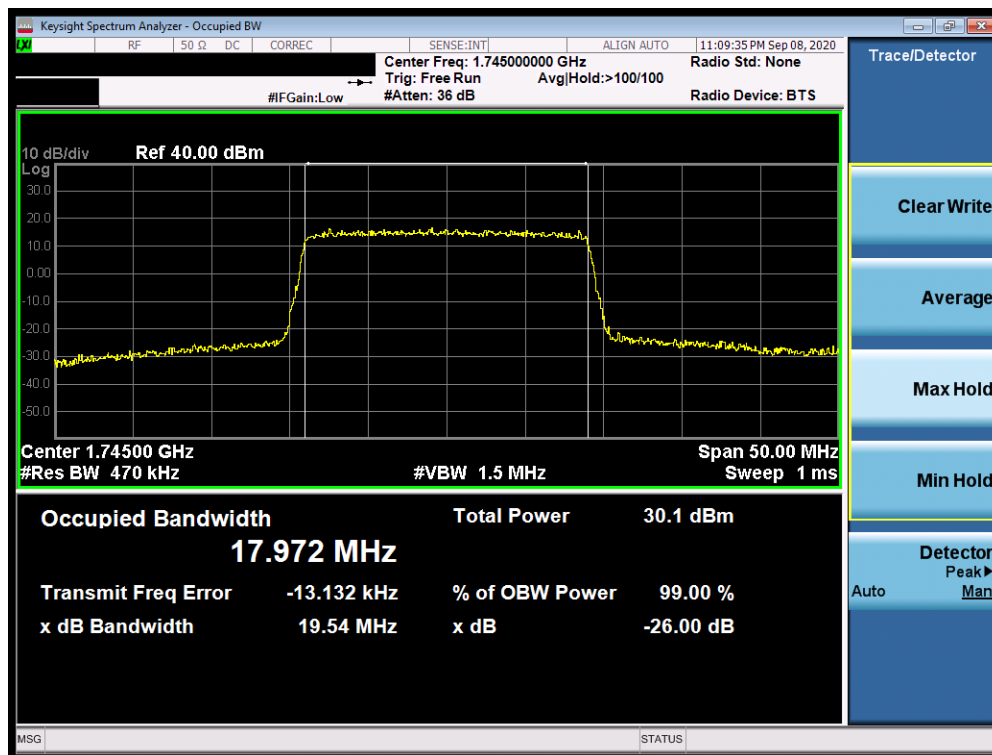 Keysight Spectrum Analyzer - Occupied BW
LXI RF 50 Ω DC CORREC SENSE:INT ALIGN AUTO 11:09:35 PM Sep 08, 2020
Center Freq: 1.745000000 GHz Radio Std: None
Trig: Free Run Avg|Hold:>100/100
#IFGain:Low #Atten: 36 dB Radio Device: BTS
10 dB/div Ref 40.00 dBm
Log
30.0
20.0
10.0
0.00
-10.0
-20.0
-30.0
-40.0
-50.0
Center 1.74500 GHz Span 50.00 MHz
#Res BW 470 kHz #VBW 1.5 MHz Sweep 1 ms
Occupied Bandwidth Total Power 30.1 dBm
17.972 MHz
Transmit Freq Error -13.132 kHz % of OBW Power 99.00 %
x dB Bandwidth 19.54 MHz x dB -26.00 dB
MSG STATUS
Trace/Detector
Clear Write
Average
Max Hold
Min Hold
Detector
Peak▶
Auto Man